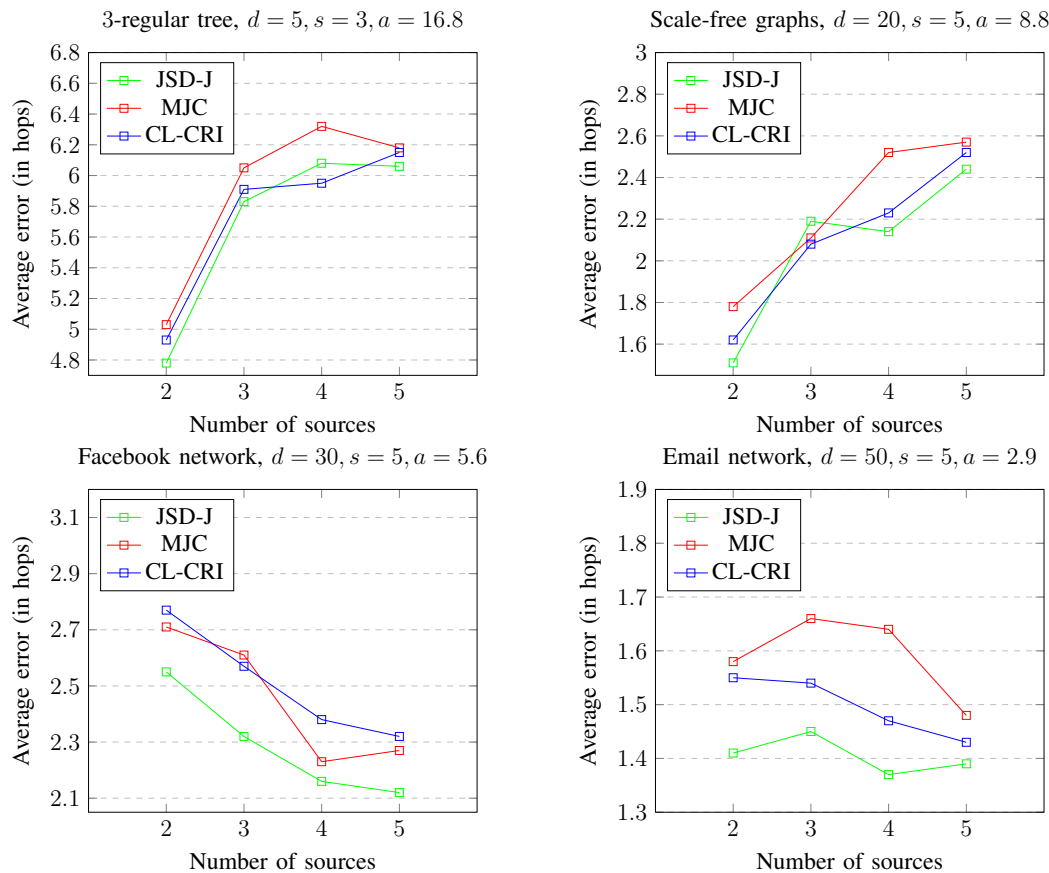 3-regular tree, d = 5, s = 3, a = 16.8
6.8
6.6
6.4
6.2
6
5.8
5.6
5.4
5.2
5
4.8
Average error (in hops)
JSD-J
MJC
CL-CRI
2 3 4 5
Number of sources
Scale-free graphs, d = 20, s = 5, a = 8.8
3
2.8
2.6
2.4
2.2
2
1.8
1.6
Average error (in hops)
JSD-J
MJC
CL-CRI
2 3 4 5
Number of sources
Facebook network, d = 30, s = 5, a = 5.6
3.1
2.9
2.7
2.5
2.3
2.1
Average error (in hops)
JSD-J
MJC
CL-CRI
2 3 4 5
Number of sources
Email network, d = 50, s = 5, a = 2.9
1.9
1.8
1.7
1.6
1.5
1.4
1.3
Average error (in hops)
JSD-J
MJC
CL-CRI
2 3 4 5
Number of sources